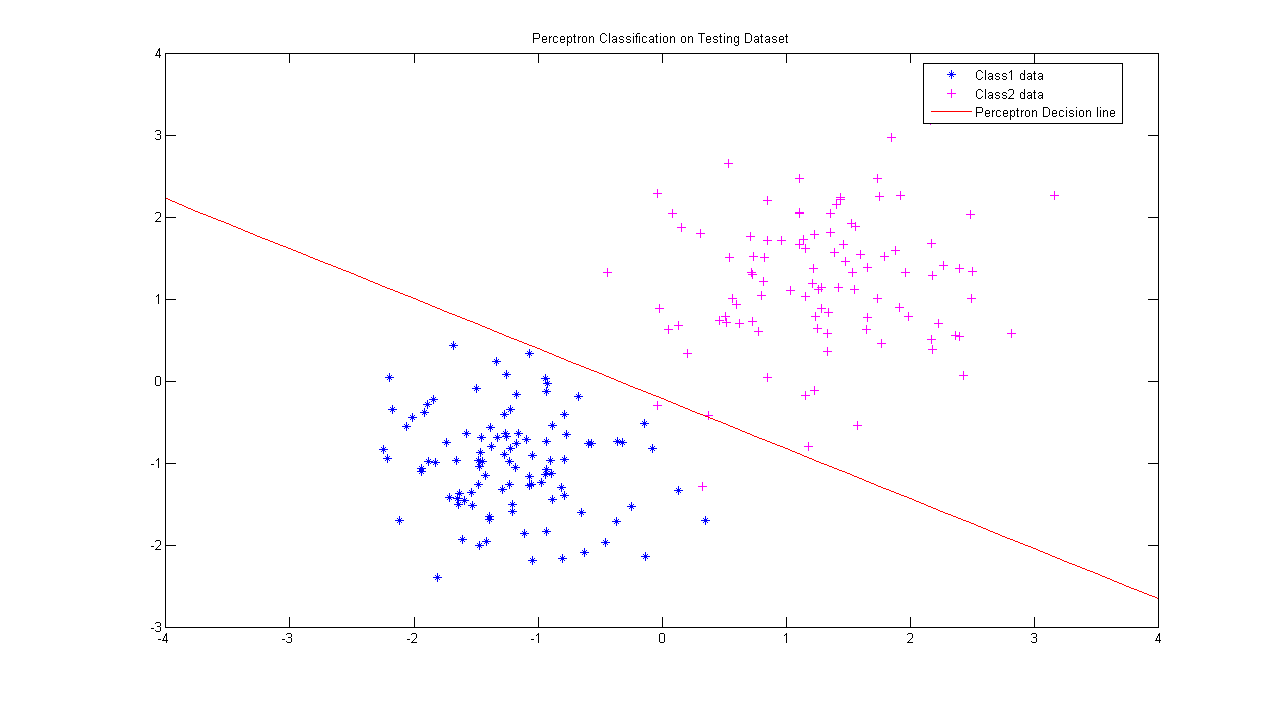 Perceptron Classification on Testing Dataset
4
Class1 data
Class2 data
Perceptron Decision line
3
2
1
0
-1
-2
-3
-4 -3 -2 -1 0 1 2 3 4